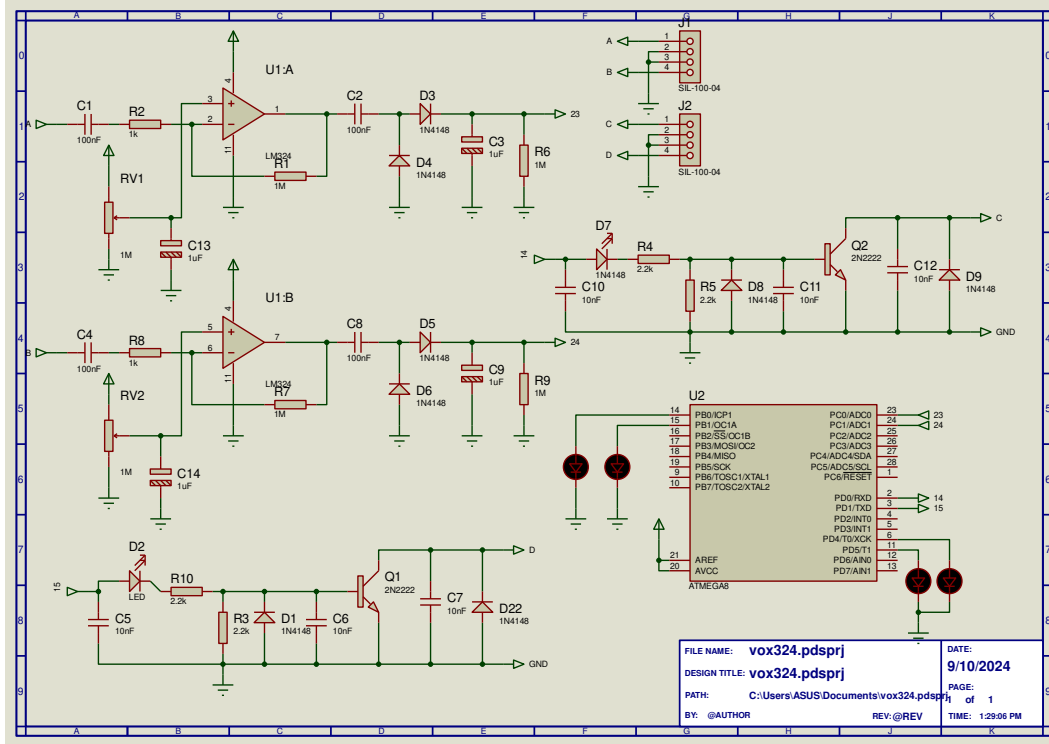 A B C D E F G H J K
0 0
1 1
2 2
3 3
4 4
5 5
6 6
7 7
8 8
9 9
U1:A
4
3
2
1
11
LM324
A
C1
100nF
R2
1k
R1
1M
C2
100nF
D3
1N4148
D4
1N4148
C3
1uF
R6
1M
23
RV1
1M
C13
1uF
J1
A
B
1
2
3
4
SIL-100-04
J2
C
D
1
2
3
4
SIL-100-04
14
D7
1N4148
C10
10nF
R4
2.2k
R5
2.2k
D8
1N4148
C11
10nF
Q2
2N2222
C12
10nF
D9
1N4148
C
GND
U1:B
4
5
6
7
11
LM324
B
C4
100nF
R8
1k
R7
1M
C8
100nF
D5
1N4148
D6
1N4148
C9
1uF
R9
1M
24
RV2
1M
C14
1uF
U2
14 PB0/ICP1
15 PB1/OC1A
16 PB2/SS/OC1B
17 PB3/MOSI/OC2
18 PB4/MISO
19 PB5/SCK
9 PB6/TOSC1/XTAL1
10 PB7/TOSC2/XTAL2
21 AREF
20 AVCC
PC0/ADC0 23 23
PC1/ADC1 24 24
PC2/ADC2 25
PC3/ADC3 26
PC4/ADC4/SDA 27
PC5/ADC5/SCL 28
PC6/RESET 1
PD0/RXD 2 14
PD1/TXD 3 15
PD2/INT0 4
PD3/INT1 5
PD4/T0/XCK 6
PD5/T1 11
PD6/AIN0 12
PD7/AIN1 13
ATMEGA8
15
D2
LED
C5
10nF
R10
2.2k
R3
2.2k
D1
1N4148
C6
10nF
Q1
2N2222
C7
10nF
D22
1N4148
D
GND
FILE NAME: vox324.pdsprj
DESIGN TITLE: vox324.pdsprj
PATH: C:\Users\ASUS\Documents\vox324.pdsprj
BY: @AUTHOR REV:@REV
DATE:
9/10/2024
PAGE:
1 of 1
TIME: 1:29:06 PM
A B C D E F G H J K